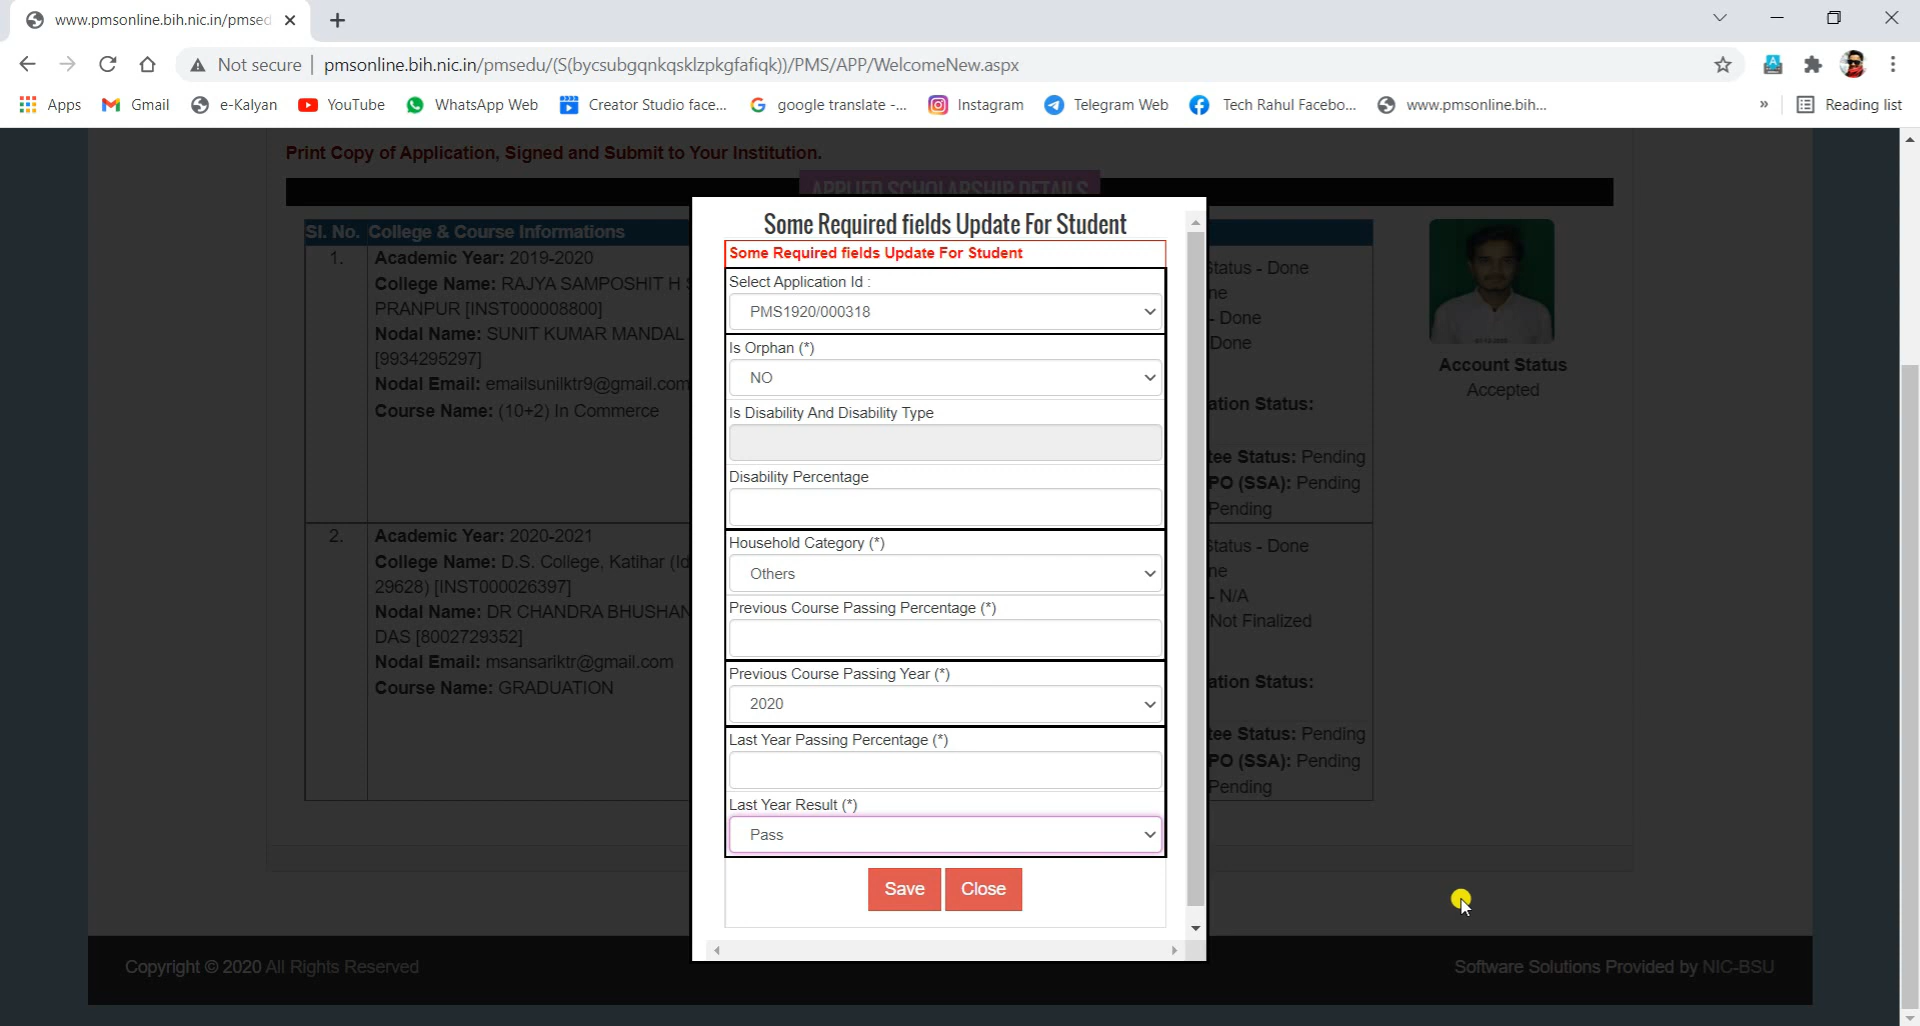 www.pmsonline.bih.nic.in/pmsed
Not secure
pmsonline.bih.nic.in/pmsedu/(S(bycsubgqnkqsklzpkgfafiqk))/PMS/APP/WelcomeNew.aspx
Apps Gmail e-Kalyan YouTube WhatsApp Web Creator Studio face... google translate -... Instagram Telegram Web Tech Rahul Facebo... www.pmsonline.bih... » Reading list
Print Copy of Application, Signed and Submit to Your Institution.
APPLIED SCHOLARSHIP DETAILS
Sl. No. College & Course Informations
1. Academic Year: 2019-2020
College Name: RAJYA SAMPOSHIT H S
PRANPUR [INST000008800]
Nodal Name: SUNIT KUMAR MANDAL
[9934295297]
Nodal Email: emailsunilktr9@gmail.com
Course Name: (10+2) In Commerce
2. Academic Year: 2020-2021
College Name: D.S. College, Katihar (Id
29628) [INST000026397]
Nodal Name: DR CHANDRA BHUSHAN
DAS [8002729352]
Nodal Email: msansariktr@gmail.com
Course Name: GRADUATION
Some Required fields Update For Student
Some Required fields Update For Student
Select Application Id :
PMS1920/000318
Is Orphan (*)
NO
Is Disability And Disability Type
Disability Percentage
Household Category (*)
Others
Previous Course Passing Percentage (*)
Previous Course Passing Year (*)
2020
Last Year Passing Percentage (*)
Last Year Result (*)
Pass
Save Close
Status - Done
ne
- Done
Done
ation Status:
tee Status: Pending
PO (SSA): Pending
Pending
Status - Done
ne
- N/A
Not Finalized
ation Status:
tee Status: Pending
PO (SSA): Pending
Pending
Account Status
Accepted
Copyright © 2020 All Rights Reserved
Software Solutions Provided by NIC-BSU